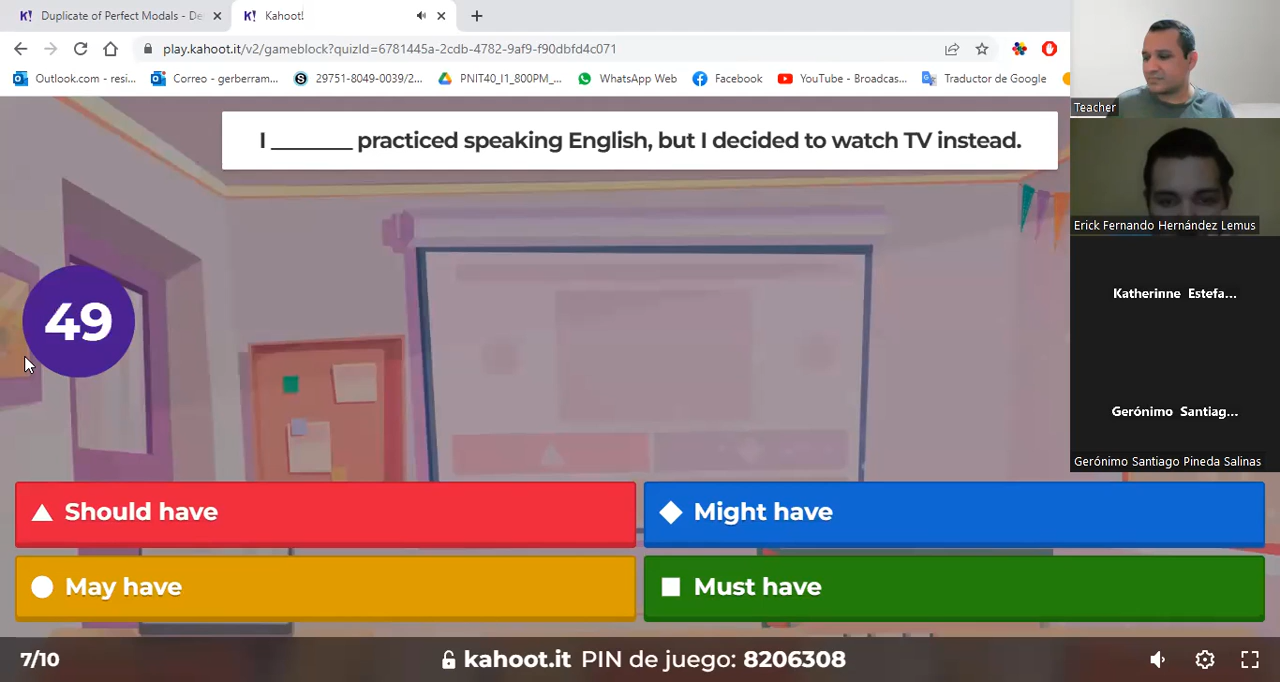 K! Duplicate of Perfect Modals - De
K! Kahoot!
play.kahoot.it/v2/gameblock?quizId=6781445a-2cdb-4782-9af9-f90dbfd4c071
Outlook.com - resi... Correo - gerberram... 29751-8049-0039/2... PNIT40_I1_800PM_... WhatsApp Web Facebook YouTube - Broadcas... Traductor de Google
Teacher
I ________ practiced speaking English, but I decided to watch TV instead.
Erick Fernando Hernández Lemus
Katherinne Estefa...
49
Gerónimo Santiag...
Gerónimo Santiago Pineda Salinas
Should have
Might have
May have
Must have
7/10
kahoot.it PIN de juego: 8206308